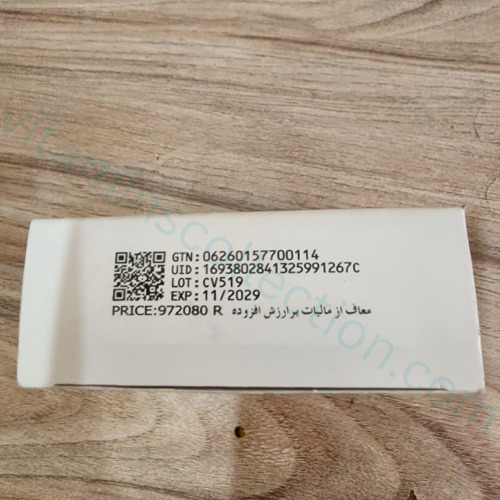 GTN: 06260157700114
UID: 1693802841325991267C
LOT: CV519
EXP: 11/2029
PRICE:972080 R معاف از مالیات برارزش افزوده
vitaminscollection.com